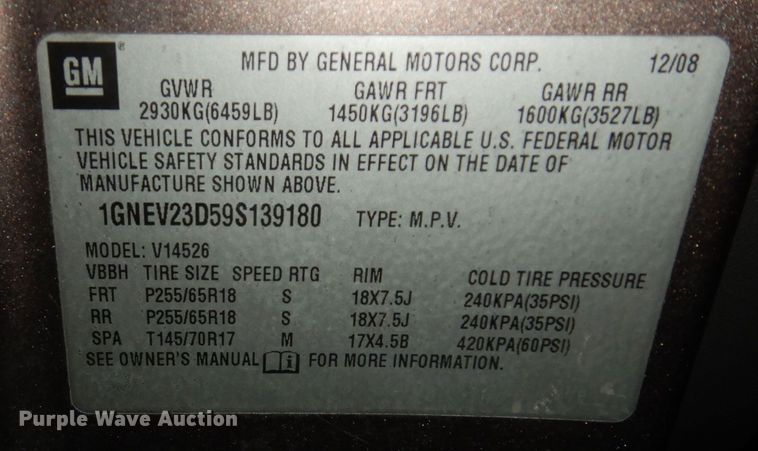 GM ®
MFD BY GENERAL MOTORS CORP. 12/08
GVWR GAWR FRT GAWR RR
2930KG(6459LB) 1450KG(3196LB) 1600KG(3527LB)
THIS VEHICLE CONFORMS TO ALL APPLICABLE U.S. FEDERAL MOTOR
VEHICLE SAFETY STANDARDS IN EFFECT ON THE DATE OF
MANUFACTURE SHOWN ABOVE.
1GNEV23D59S139180 TYPE: M.P.V.
MODEL: V14526
VBBH TIRE SIZE SPEED RTG RIM COLD TIRE PRESSURE
FRT P255/65R18 S 18X7.5J 240KPA(35PSI)
RR P255/65R18 S 18X7.5J 240KPA(35PSI)
SPA T145/70R17 M 17X4.5B 420KPA(60PSI)
SEE OWNER'S MANUAL i FOR MORE INFORMATION.
Purple Wave Auction